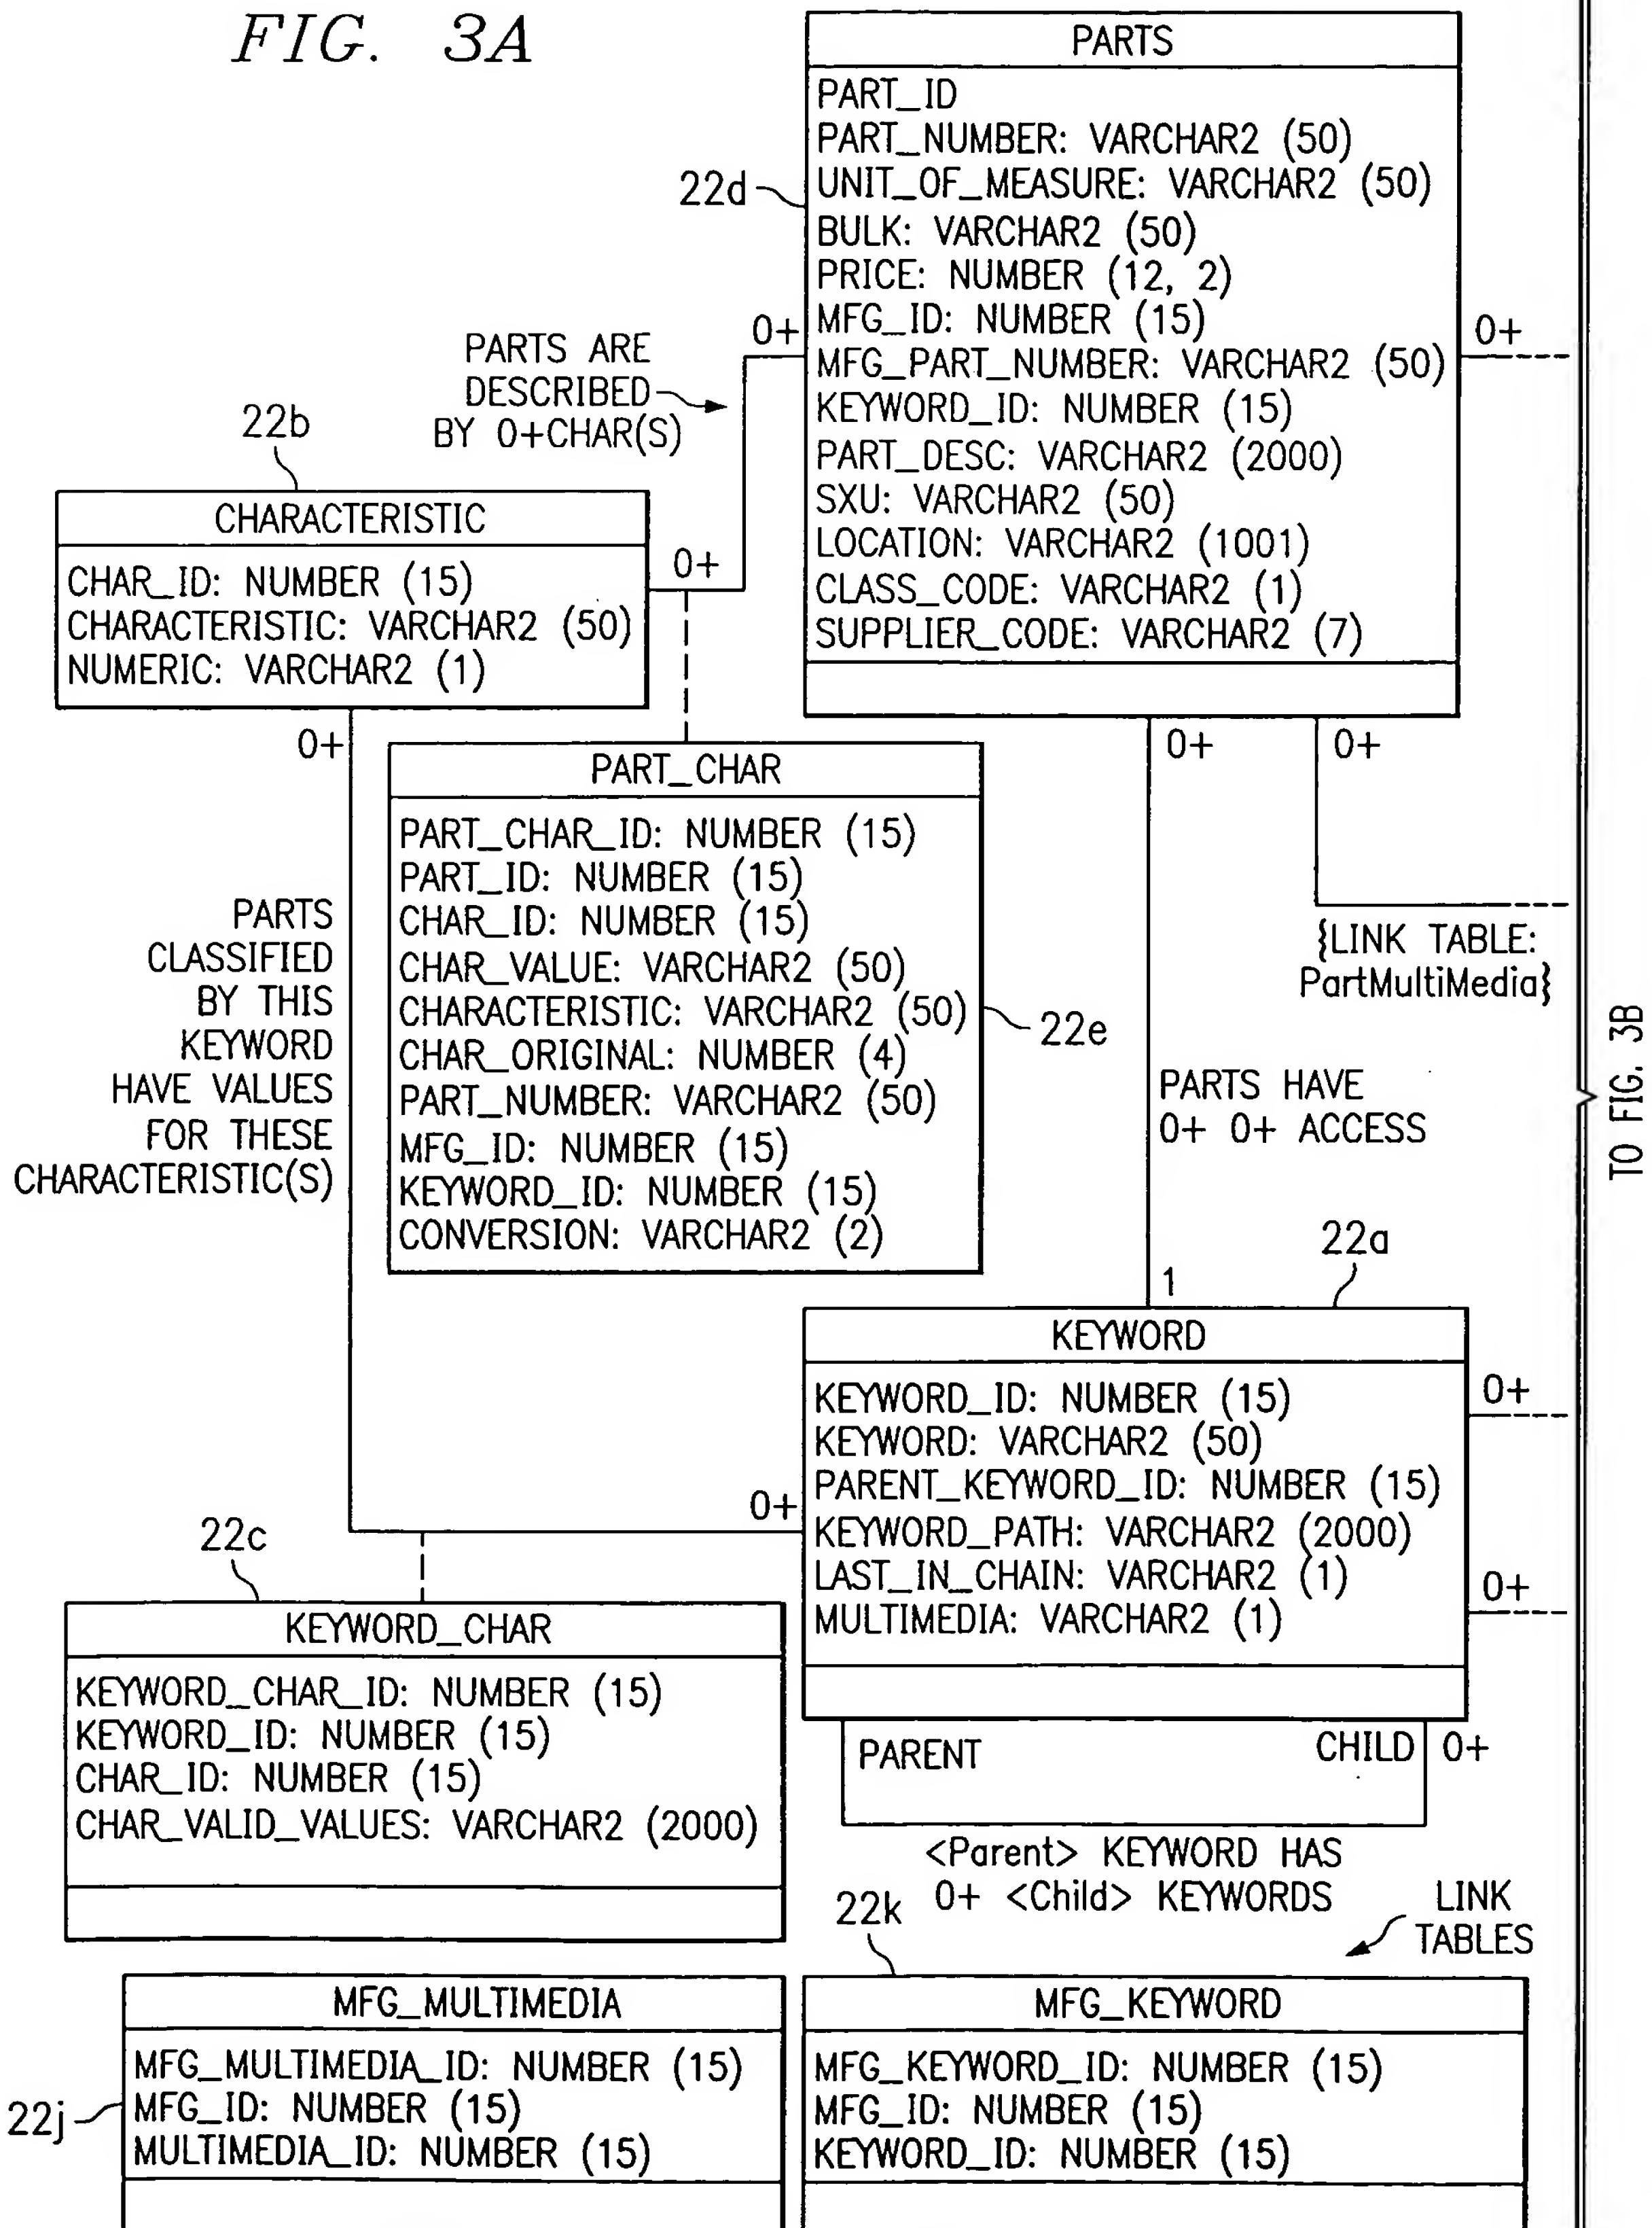 FIG. 3A
PARTS
PART_ID
PART_NUMBER: VARCHAR2 (50)
UNIT_OF_MEASURE: VARCHAR2 (50)
BULK: VARCHAR2 (50)
PRICE: NUMBER (12, 2)
MFG_ID: NUMBER (15)
MFG_PART_NUMBER: VARCHAR2 (50)
KEYWORD_ID: NUMBER (15)
PART_DESC: VARCHAR2 (2000)
SXU: VARCHAR2 (50)
LOCATION: VARCHAR2 (1001)
CLASS_CODE: VARCHAR2 (1)
SUPPLIER_CODE: VARCHAR2 (7)
22d
0+
0+
PARTS ARE
DESCRIBED
BY 0+CHAR(S)
22b
CHARACTERISTIC
CHAR_ID: NUMBER (15)
CHARACTERISTIC: VARCHAR2 (50)
NUMERIC: VARCHAR2 (1)
0+
0+
0+
0+
PART_CHAR
PART_CHAR_ID: NUMBER (15)
PART_ID: NUMBER (15)
CHAR_ID: NUMBER (15)
CHAR_VALUE: VARCHAR2 (50)
CHARACTERISTIC: VARCHAR2 (50)
CHAR_ORIGINAL: NUMBER (4)
PART_NUMBER: VARCHAR2 (50)
MFG_ID: NUMBER (15)
KEYWORD_ID: NUMBER (15)
CONVERSION: VARCHAR2 (2)
22e
PARTS
CLASSIFIED
BY THIS
KEYWORD
HAVE VALUES
FOR THESE
CHARACTERISTIC(S)
{LINK TABLE:
PartMultiMedia}
PARTS HAVE
0+ 0+ ACCESS
TO FIG. 3B
22a
1
KEYWORD
KEYWORD_ID: NUMBER (15)
KEYWORD: VARCHAR2 (50)
PARENT_KEYWORD_ID: NUMBER (15)
KEYWORD_PATH: VARCHAR2 (2000)
LAST_IN_CHAIN: VARCHAR2 (1)
MULTIMEDIA: VARCHAR2 (1)
0+
0+
0+
PARENT
CHILD
0+
<Parent> KEYWORD HAS
0+ <Child> KEYWORDS
22c
KEYWORD_CHAR
KEYWORD_CHAR_ID: NUMBER (15)
KEYWORD_ID: NUMBER (15)
CHAR_ID: NUMBER (15)
CHAR_VALID_VALUES: VARCHAR2 (2000)
22k
LINK
TABLES
MFG_MULTIMEDIA
MFG_MULTIMEDIA_ID: NUMBER (15)
MFG_ID: NUMBER (15)
MULTIMEDIA_ID: NUMBER (15)
22j
MFG_KEYWORD
MFG_KEYWORD_ID: NUMBER (15)
MFG_ID: NUMBER (15)
KEYWORD_ID: NUMBER (15)